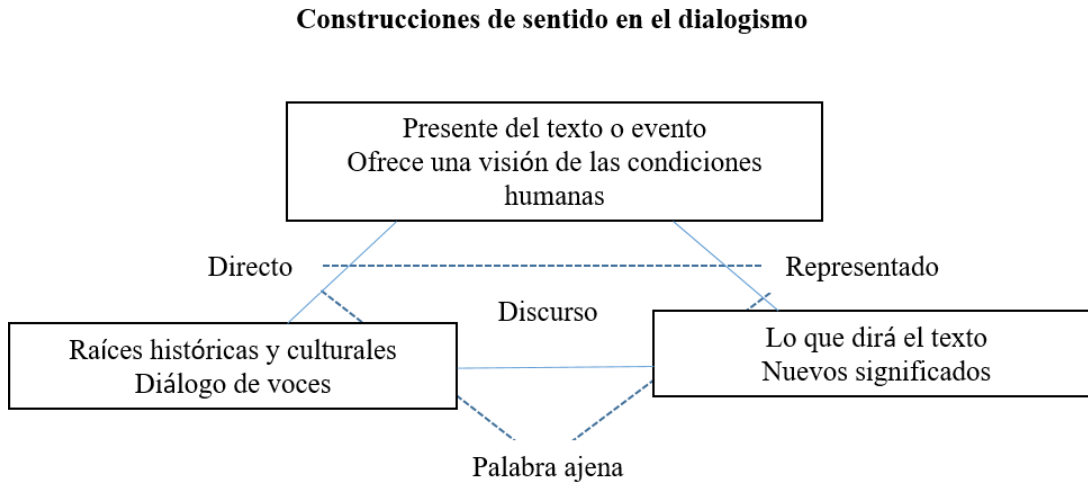 Construcciones de sentido en el dialogismo
Presente del texto o evento
Ofrece una visión de las condiciones
humanas
Directo
Representado
Discurso
Raíces históricas y culturales
Diálogo de voces
Lo que dirá el texto
Nuevos significados
Palabra ajena